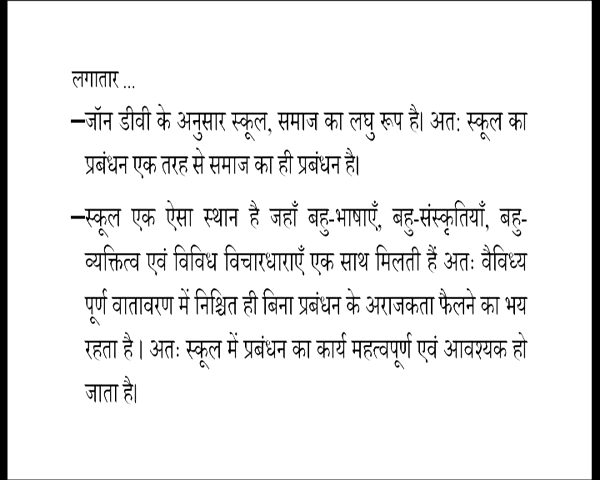 लगातार ...
–जॉन डीवी के अनुसार स्कूल, समाज का लघु रूप है। अतः स्कूल का
प्रबंधन एक तरह से समाज का ही प्रबंधन है।
–स्कूल एक ऐसा स्थान है जहाँ बहु-भाषाएँ, बहु-संस्कृतियाँ, बहु-
व्यक्तित्व एवं विविध विचारधाराएँ एक साथ मिलती हैं अतः वैविध्य
पूर्ण वातावरण में निश्चित ही बिना प्रबंधन के अराजकता फैलने का भय
रहता है । अतः स्कूल में प्रबंधन का कार्य महत्वपूर्ण एवं आवश्यक हो
जाता है।